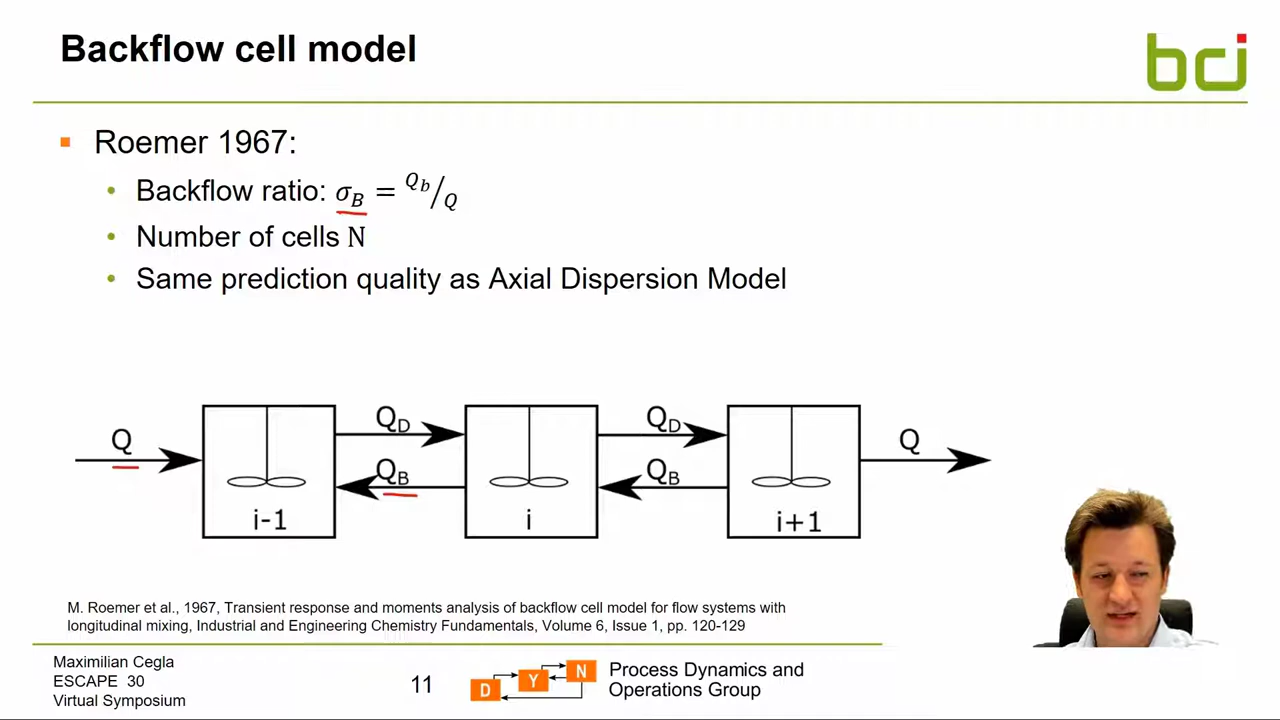 Backflow cell model
bci
Roemer 1967:
Backflow ratio: σ_B = Q_b/Q
Number of cells N
Same prediction quality as Axial Dispersion Model
Q
Q_D
Q_B
Q_D
Q_B
Q
i-1
i
i+1
M. Roemer et al., 1967, Transient response and moments analysis of backflow cell model for flow systems with
longitudinal mixing, Industrial and Engineering Chemistry Fundamentals, Volume 6, Issue 1, pp. 120-129
Maximilian Cegla
ESCAPE 30
Virtual Symposium
11
D Y N
Process Dynamics and
Operations Group